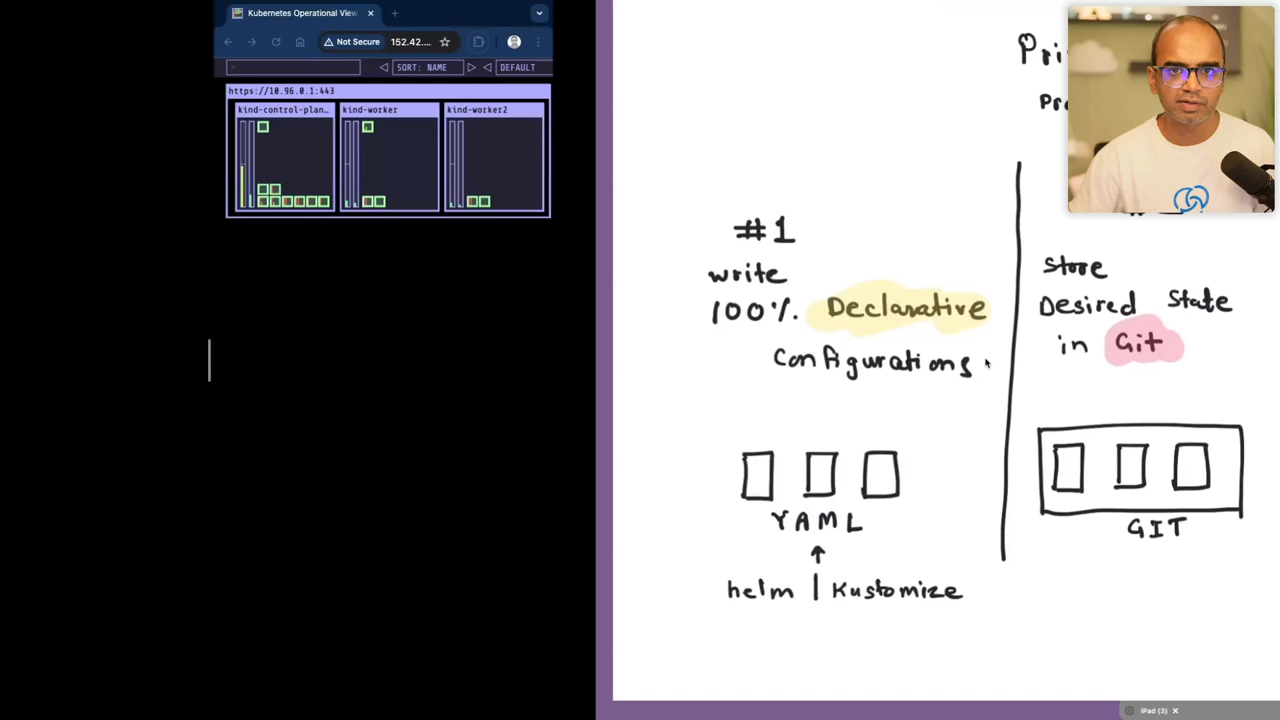 Kubernetes Operational View
Not Secure 152.42....
SORT: NAME DEFAULT
https://10.96.0.1:443
kind-control-plan…
kind-worker
kind-worker2
#1
write
100% Declarative
Configurations
YAML
helm | Kustomize
Store
Desired State
in Git
GIT
iPad (3)